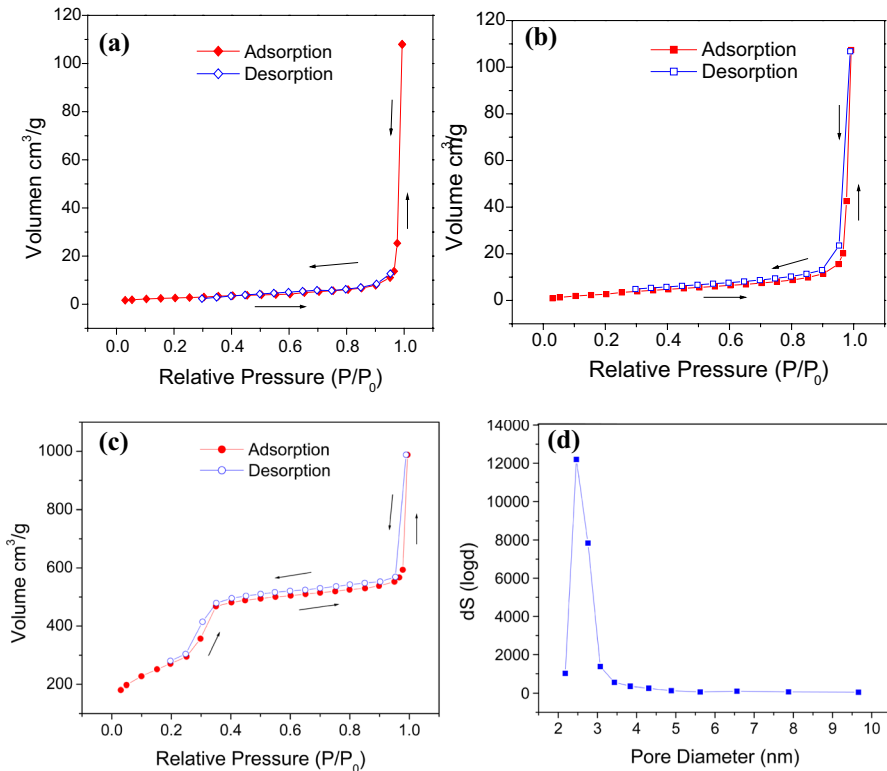 (a)
Adsorption
Desorption
120
100
80
60
40
20
0
Volumen cm³/g
0.0 0.2 0.4 0.6 0.8 1.0
Relative Pressure (P/P₀)
(b)
Adsorption
Desorption
120
100
80
60
40
20
0
Volume cm³/g
0.0 0.2 0.4 0.6 0.8 1.0
Relative Pressure (P/P₀)
(c)
Adsorption
Desorption
1000
800
600
400
200
Volume cm³/g
0.0 0.2 0.4 0.6 0.8 1.0
Relative Pressure (P/P₀)
(d)
14000
12000
10000
8000
6000
4000
2000
0
dS (logd)
2 3 4 5 6 7 8 9 10
Pore Diameter (nm)